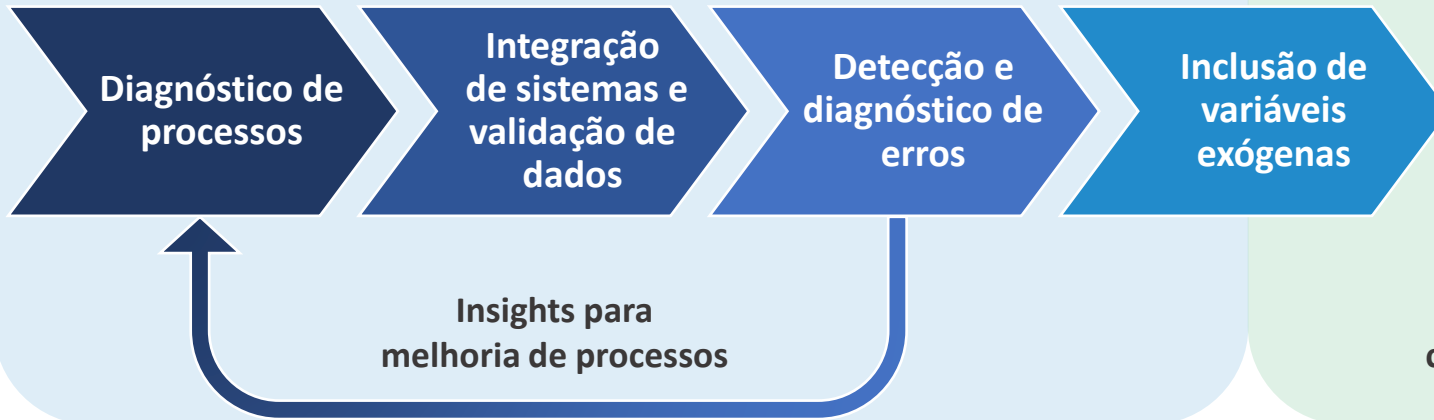 Diagnóstico de
processos
Integração
de sistemas e
validação de
dados
Detecção e
diagnóstico de
erros
Inclusão de
variáveis
exógenas
Insights para
melhoria de processos